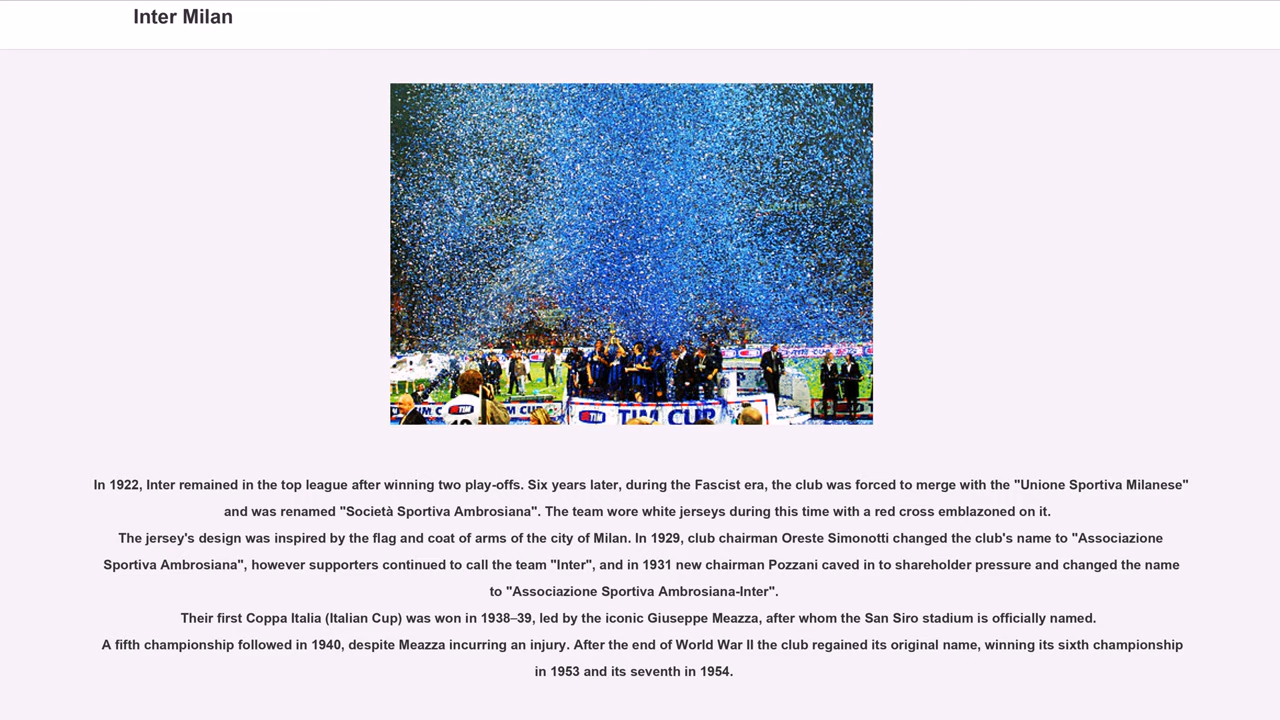 Inter Milan
TIM CUP
TIM
TIM CUP
TIM CUP
In 1922, Inter remained in the top league after winning two play-offs. Six years later, during the Fascist era, the club was forced to merge with the "Unione Sportiva Milanese"
and was renamed "Società Sportiva Ambrosiana". The team wore white jerseys during this time with a red cross emblazoned on it.
The jersey's design was inspired by the flag and coat of arms of the city of Milan. In 1929, club chairman Oreste Simonotti changed the club's name to "Associazione
Sportiva Ambrosiana", however supporters continued to call the team "Inter", and in 1931 new chairman Pozzani caved in to shareholder pressure and changed the name
to "Associazione Sportiva Ambrosiana-Inter".
Their first Coppa Italia (Italian Cup) was won in 1938–39, led by the iconic Giuseppe Meazza, after whom the San Siro stadium is officially named.
A fifth championship followed in 1940, despite Meazza incurring an injury. After the end of World War II the club regained its original name, winning its sixth championship
in 1953 and its seventh in 1954.